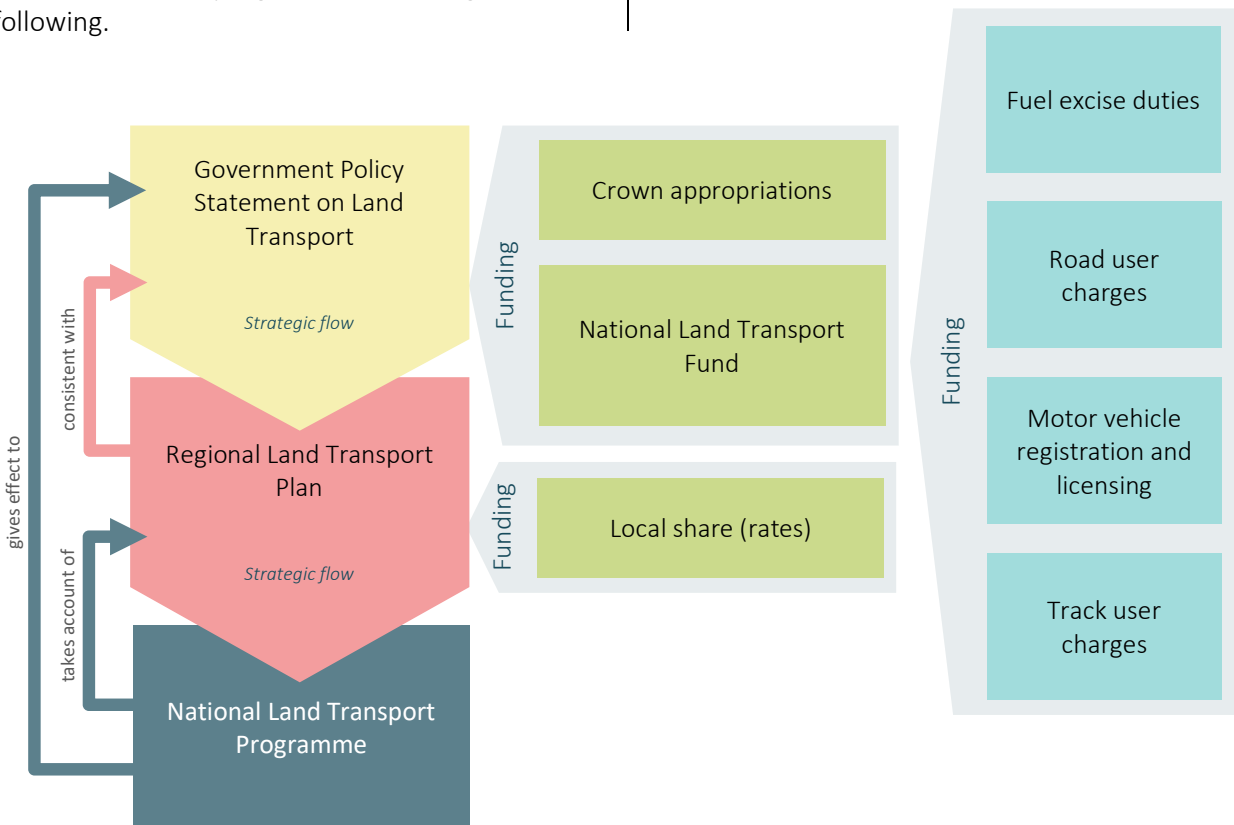 following.
Government Policy
Statement on Land
Transport
Strategic flow
Regional Land Transport
Plan
Strategic flow
National Land Transport
Programme
gives effect to
consistent with
takes account of
Funding
Crown appropriations
National Land Transport
Fund
Funding
Local share (rates)
Funding
Fuel excise duties
Road user
charges
Motor vehicle
registration and
licensing
Track user
charges